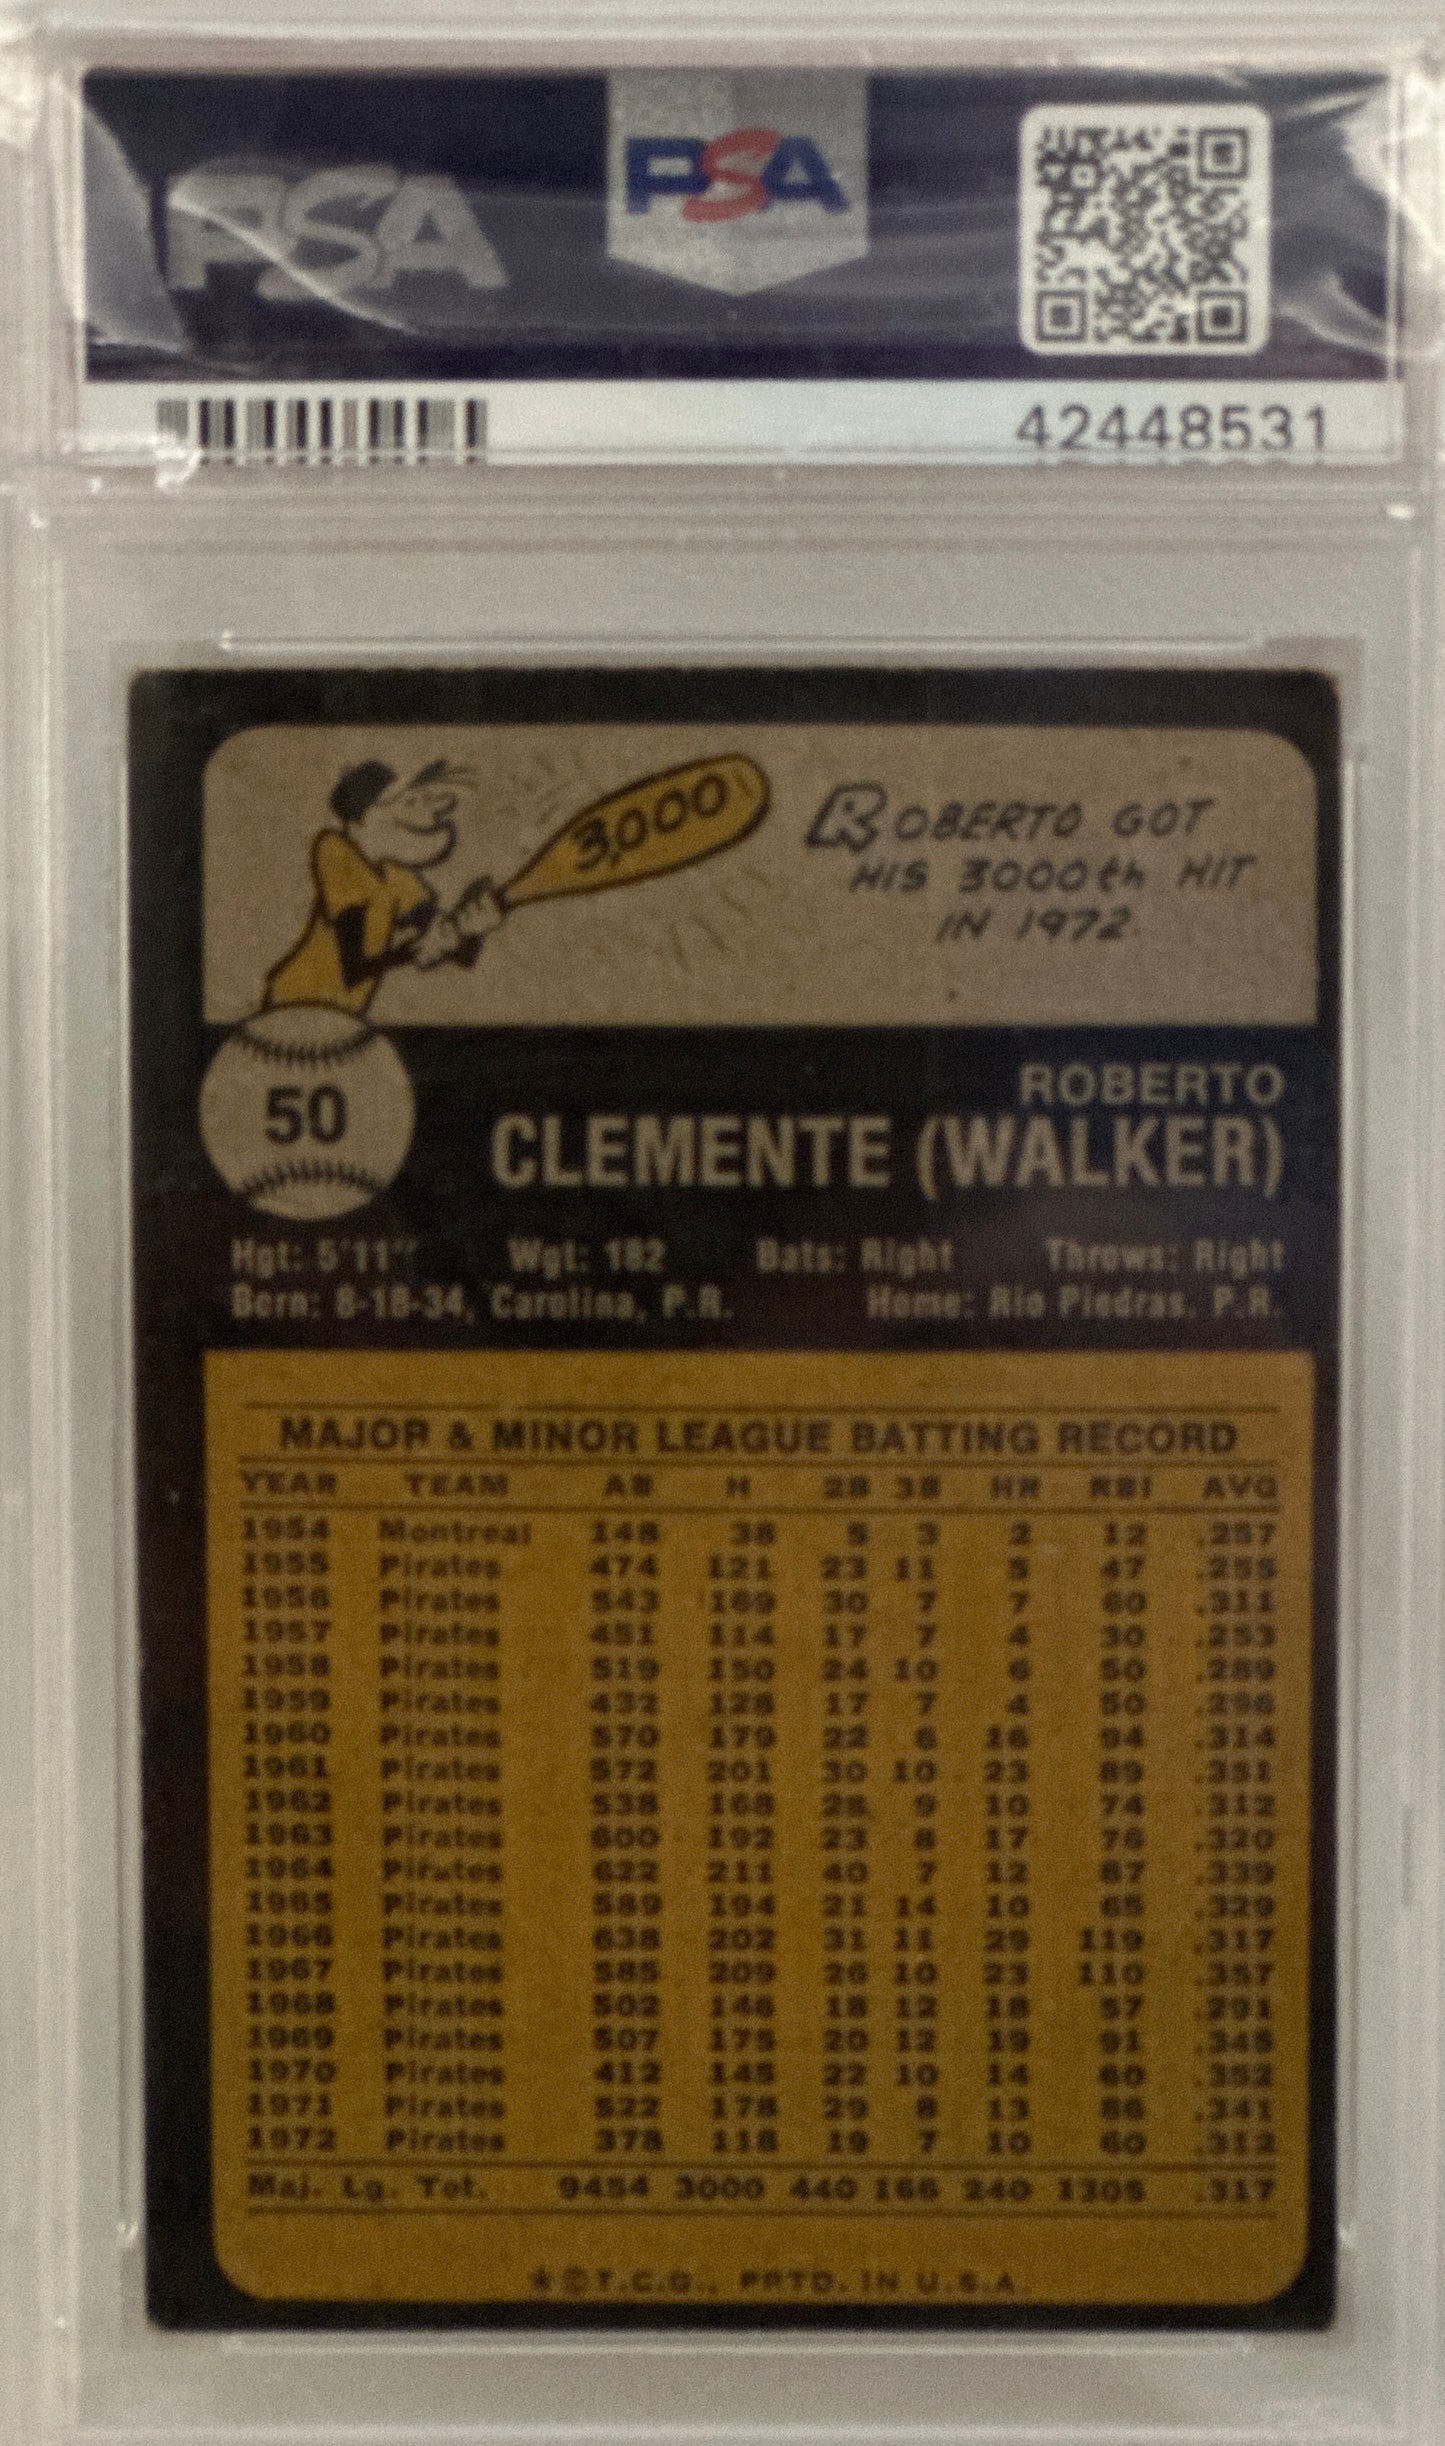 PSA
PSA
42448531
3,000
ROBERTO GOT
HIS 3000th HIT
IN 1972.
50
ROBERTO
CLEMENTE (WALKER)
Hgt: 5'11" Wgt: 182 Bats: Right Throws: Right
Born: 8-18-34, Carolina, P.R. Home: Rio Piedras, P.R.
MAJOR & MINOR LEAGUE BATTING RECORD
YEAR TEAM AB H 2B 3B HR RBI AVG
1954 Montreal 148 38 5 3 2 12 .257
1955 Pirates 474 121 23 11 5 47 .255
1956 Pirates 543 169 30 7 7 60 .311
1957 Pirates 451 114 17 7 4 30 .253
1958 Pirates 519 150 24 10 6 50 .289
1959 Pirates 432 128 17 7 4 50 .296
1960 Pirates 570 179 22 6 16 94 .314
1961 Pirates 572 201 30 10 23 89 .351
1962 Pirates 538 168 28 9 10 74 .312
1963 Pirates 600 192 23 8 17 76 .320
1964 Pirates 622 211 40 7 12 87 .339
1965 Pirates 589 194 21 14 10 65 .329
1966 Pirates 638 202 31 11 29 119 .317
1967 Pirates 585 209 26 10 23 110 .357
1968 Pirates 502 146 18 12 18 57 .291
1969 Pirates 507 175 20 12 19 91 .345
1970 Pirates 412 145 22 10 14 60 .352
1971 Pirates 522 178 29 8 13 86 .341
1972 Pirates 378 118 19 7 10 60 .312
Maj. Lg. Tot. 9454 3000 440 166 240 1305 .317
*©T.C.G., PRTD. IN U.S.A.